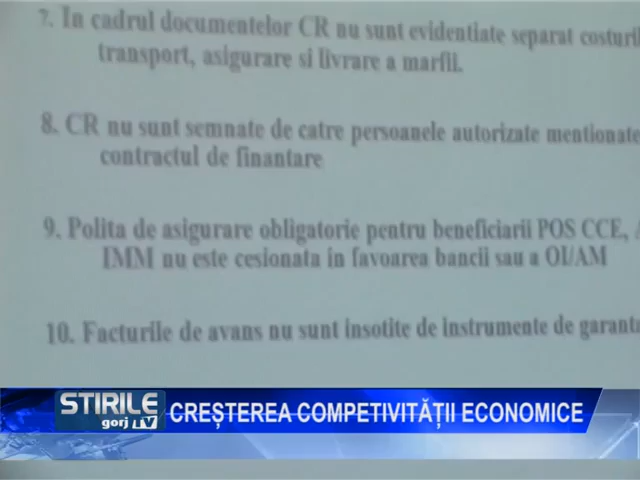 7. In cadrul documentelor CR nu sunt evidentiate separat costuril
transport, asigurare si livrare a marfii.
8. CR nu sunt semnate de catre persoanele autorizate mentionate
contractul de finantare
9. Polita de asigurare obligatorie pentru beneficiarii POS CCE, A
IMM nu este cesionata in favoarea bancii sau a OI/AM
10. Facturile de avans nu sunt insotite de instrumente de garanta
STIRILE
gorj TV
CREȘTEREA COMPETIVITĂȚII ECONOMICE